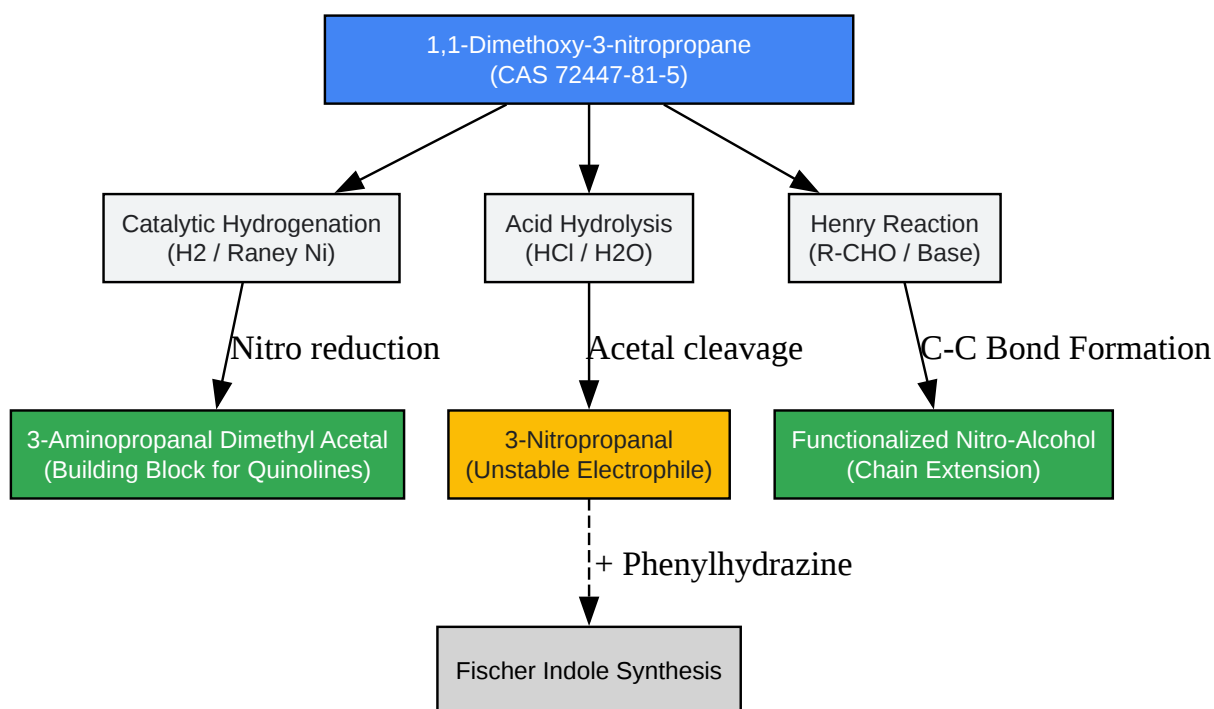 1,1-Dimethoxy-3-nitropropane
(CAS 72447-81-5)
Catalytic Hydrogenation
(H2 / Raney Ni)
Acid Hydrolysis
(HCl / H2O)
Henry Reaction
(R-CHO / Base)
Nitro reduction
Acetal cleavage
C-C Bond Formation
3-Aminopropanal Dimethyl Acetal
(Building Block for Quinolines)
3-Nitropropanal
(Unstable Electrophile)
Functionalized Nitro-Alcohol
(Chain Extension)
+ Phenylhydrazine
Fischer Indole Synthesis